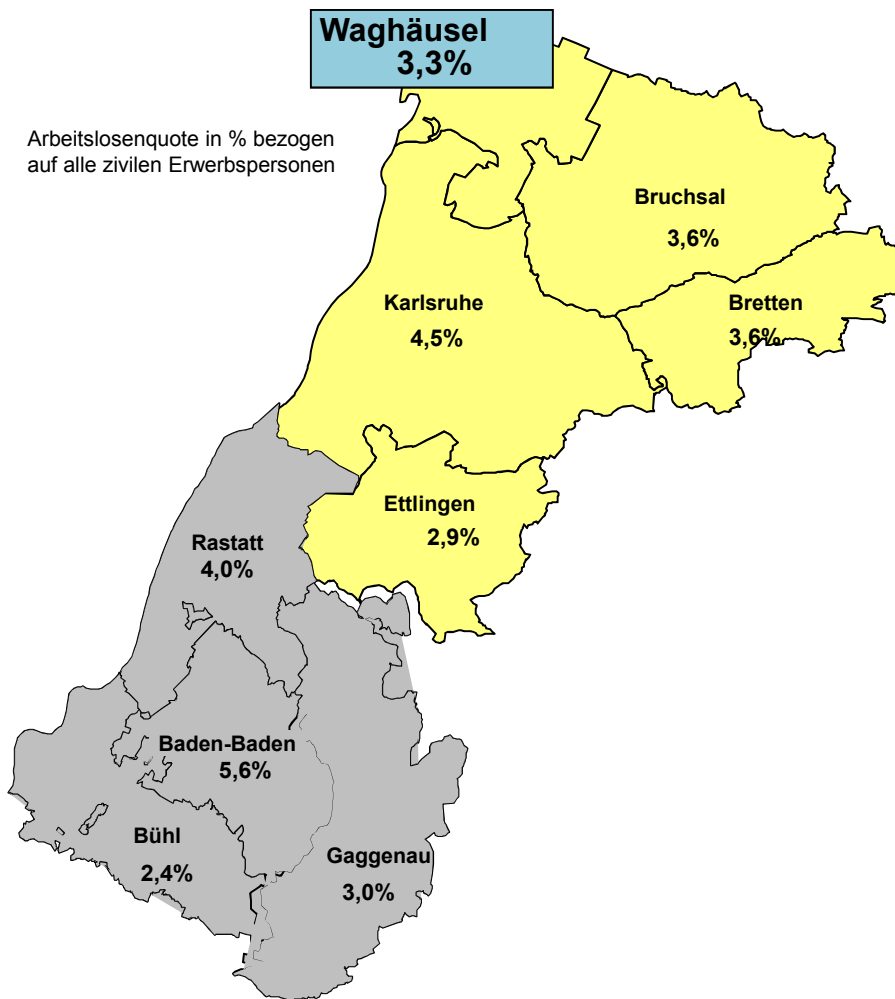 Waghäusel
3,3%
Arbeitslosenquote in % bezogen
auf alle zivilen Erwerbspersonen
Bruchsal
3,6%
Karlsruhe
4,5%
Bretten
3,6%
Ettlingen
2,9%
Rastatt
4,0%
Baden-Baden
5,6%
Bühl
2,4%
Gaggenau
3,0%